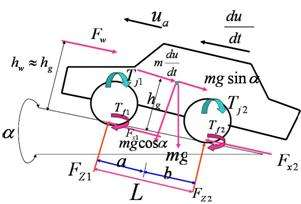 u_a
du/dt
F_w
m du/dt
h_w ≈ h_g
T_j1
h_g
mg sin α
T_j2
T_f1
T_f2
α
mg cos α
mg
F_x2
F_Z1
a
b
L
F_Z2